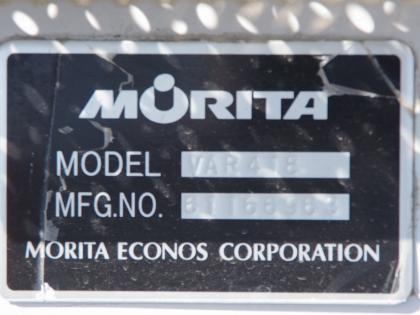 MORITA
MODEL VAR418
MFG.NO.
MORITA ECONOS CORPORATION